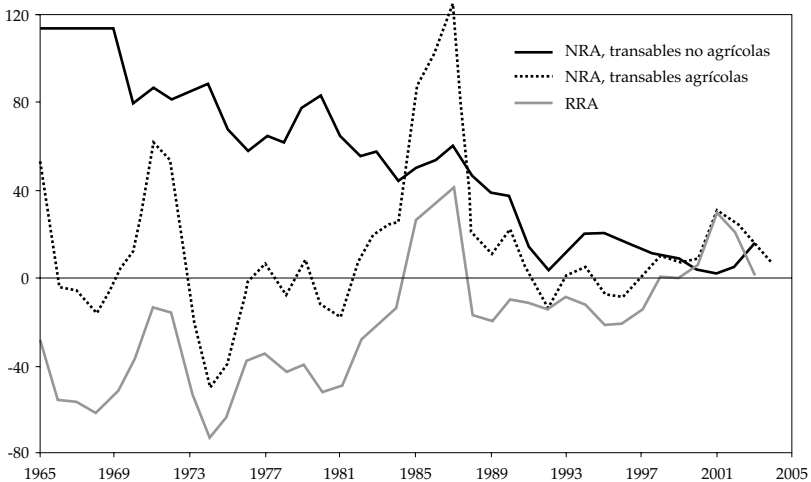 120
80
40
0
-40
-80
1965 1969 1973 1977 1981 1985 1989 1993 1997 2001 2005
NRA, transables no agrícolas
NRA, transables agrícolas
RRA